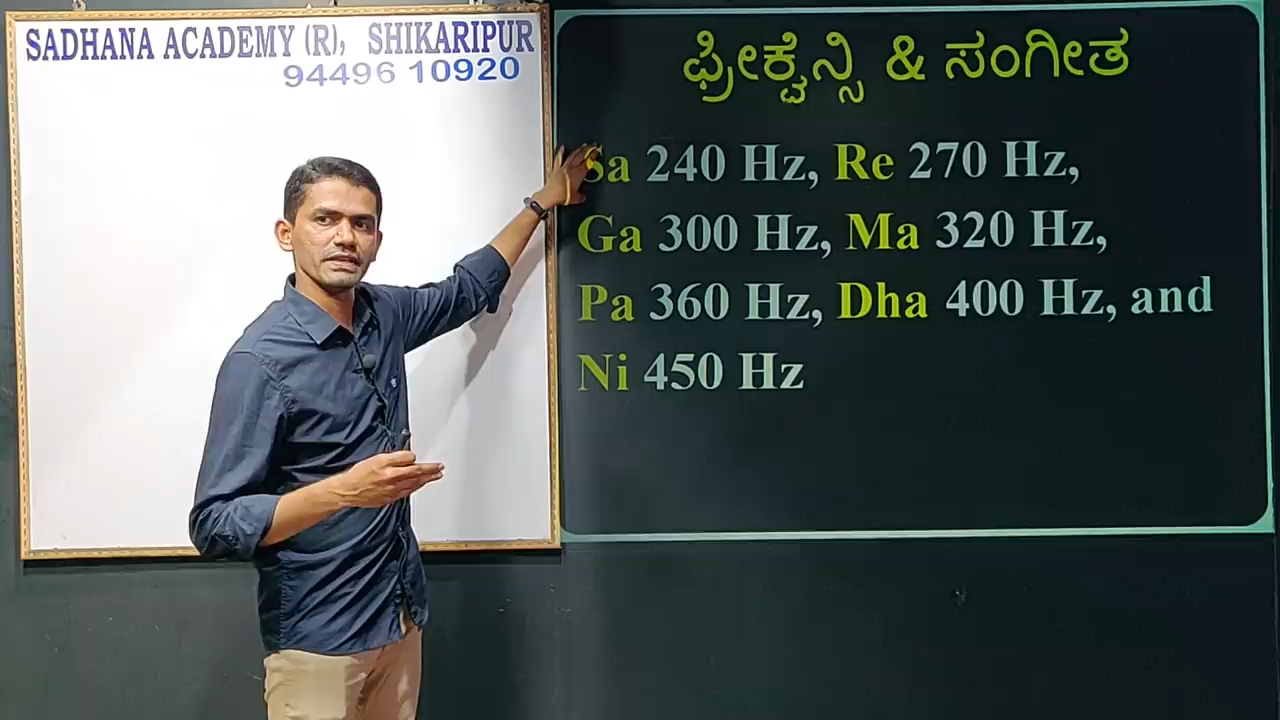 SADHANA ACADEMY (R), SHIKARIPUR
94496 10920
ಫ್ರೀಕ್ವೆನ್ಸಿ & ಸಂಗೀತ
Sa 240 Hz, Re 270 Hz,
Ga 300 Hz, Ma 320 Hz,
Pa 360 Hz, Dha 400 Hz, and
Ni 450 Hz